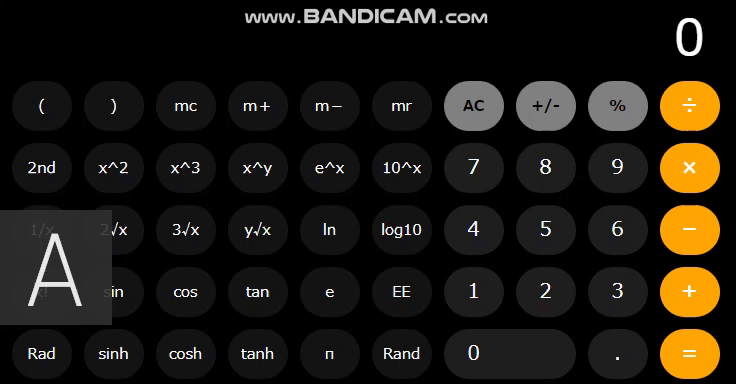 www.BANDICAM.com
0
( ) mc m+ m− mr AC +/- % ÷
2nd x^2 x^3 x^y e^x 10^x 7 8 9 ×
1/x 2√x 3√x y√x ln log10 4 5 6 −
A sin cos tan e EE 1 2 3 +
Rad sinh cosh tanh п Rand 0 . =